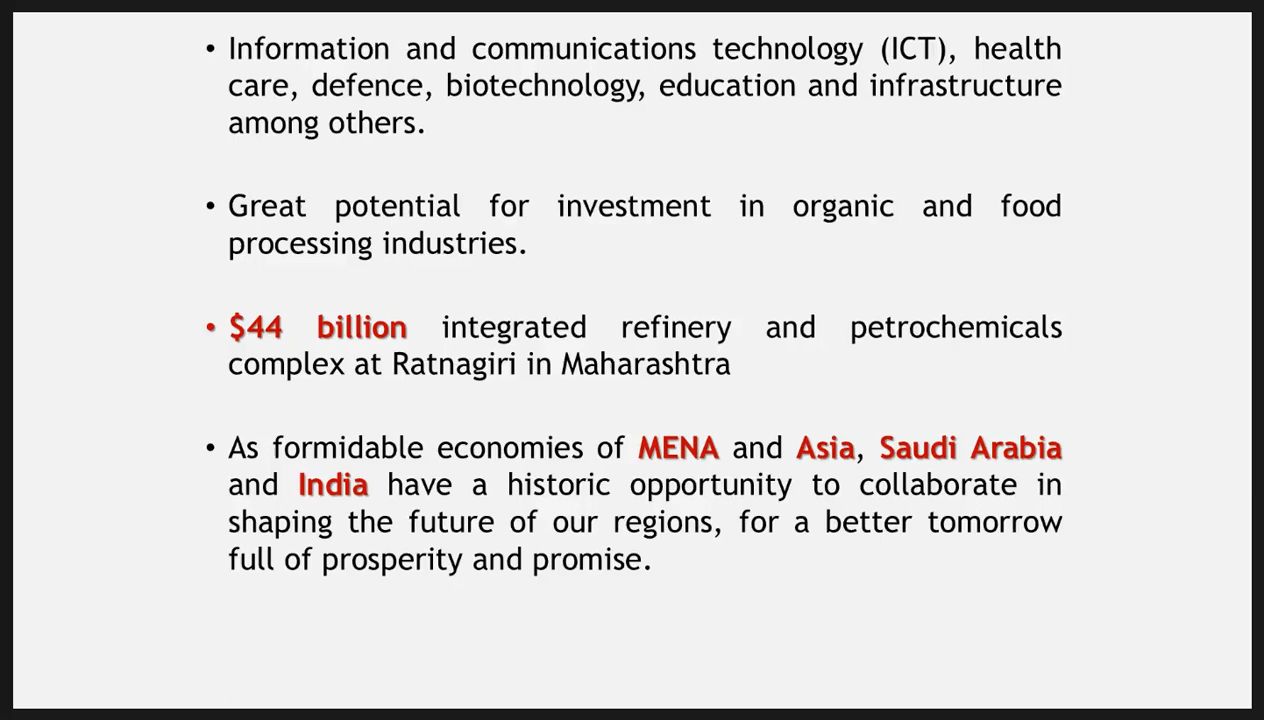 • Information and communications technology (ICT), health
care, defence, biotechnology, education and infrastructure
among others.
• Great potential for investment in organic and food
processing industries.
• $44 billion integrated refinery and petrochemicals
complex at Ratnagiri in Maharashtra
• As formidable economies of MENA and Asia, Saudi Arabia
and India have a historic opportunity to collaborate in
shaping the future of our regions, for a better tomorrow
full of prosperity and promise.